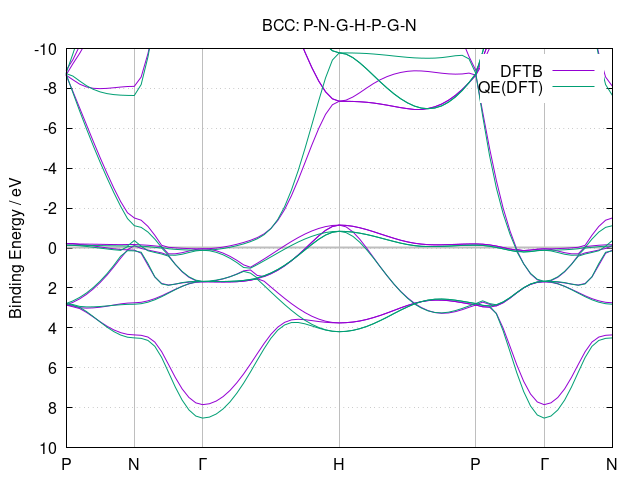 BCC: P-N-G-H-P-G-N
-10
-8
-6
-4
-2
0
2
4
6
8
10
Binding Energy / eV
DFTB
QE(DFT)
P N Γ H P Γ N